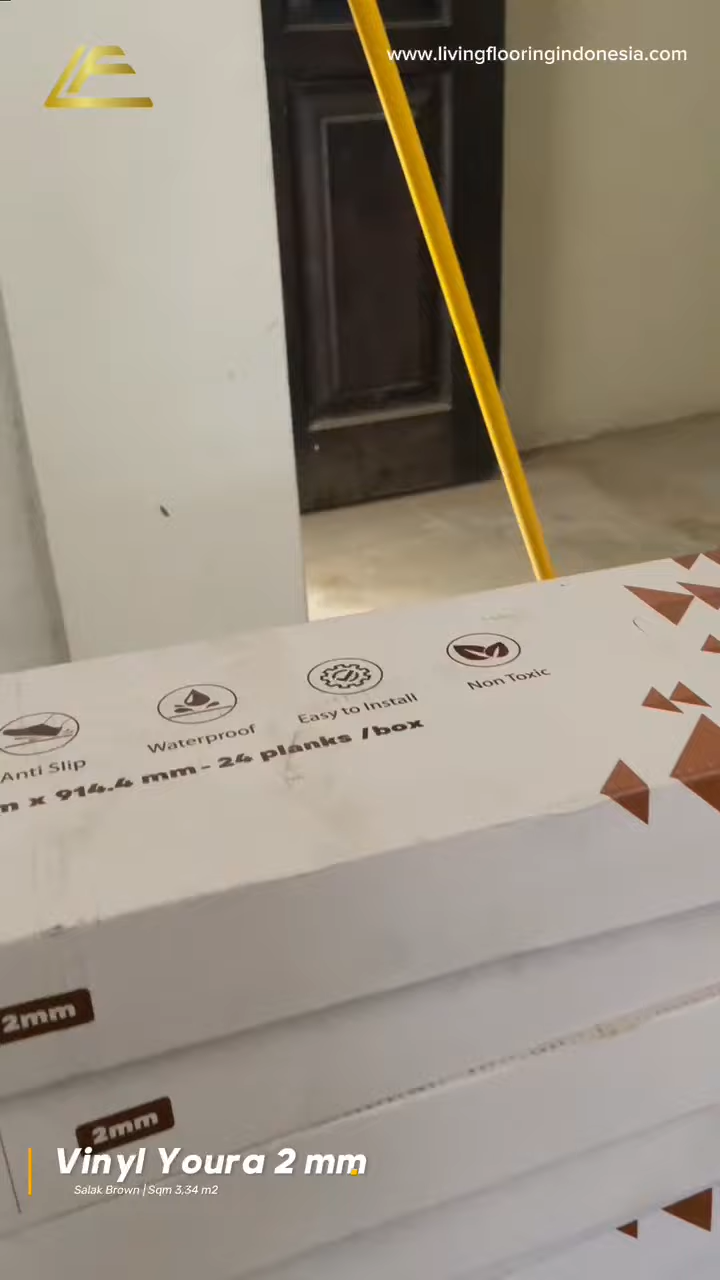 www.livingflooringindonesia.com
Anti Slip
Waterproof
Easy to Install
Non Toxic
x 914.4 mm - 24 planks /box
2mm
2mm
Vinyl Youra 2 mm
Salak Brown | Sqm 3,34 m2